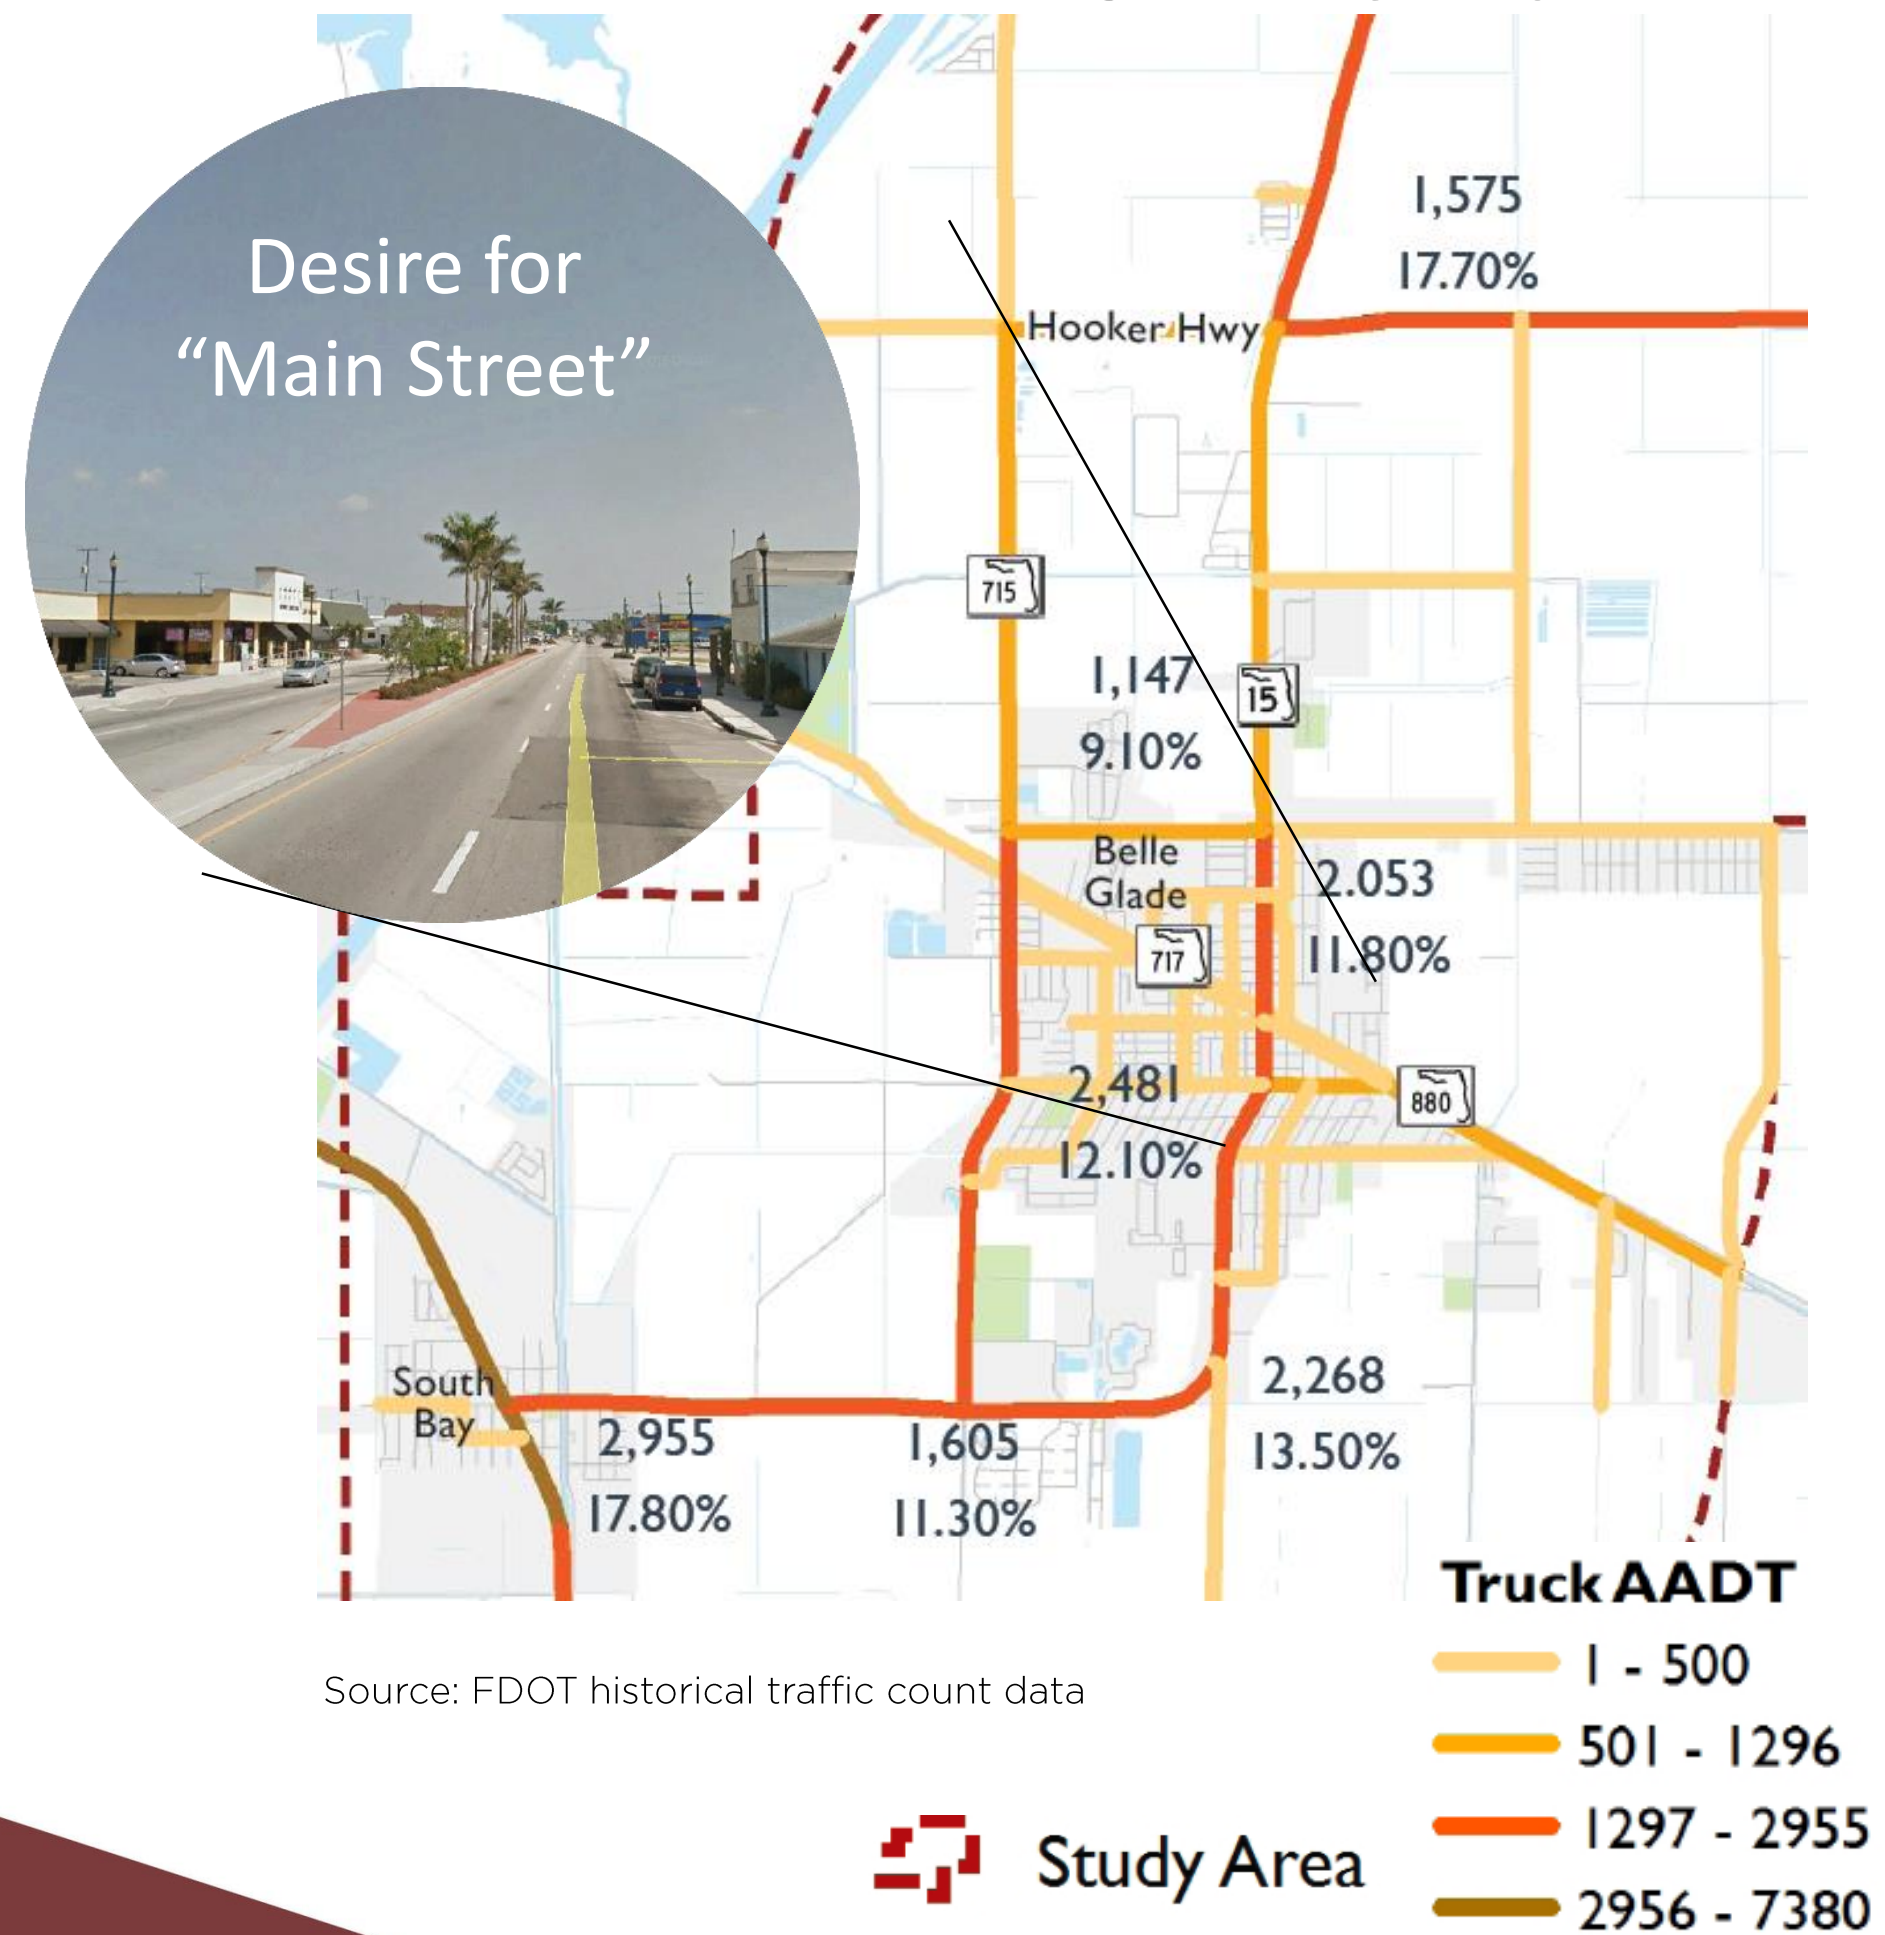 Desire for
“Main Street”
1,575
17.70%
Hooker Hwy
715
1,147
9.10%
15
Belle
Glade
2.053
11.80%
717
2,481
12.10%
880
South
Bay
2,955
17.80%
1,605
11.30%
2,268
13.50%
Truck AADT
1 - 500
501 - 1296
1297 - 2955
2956 - 7380
Source: FDOT historical traffic count data
Study Area